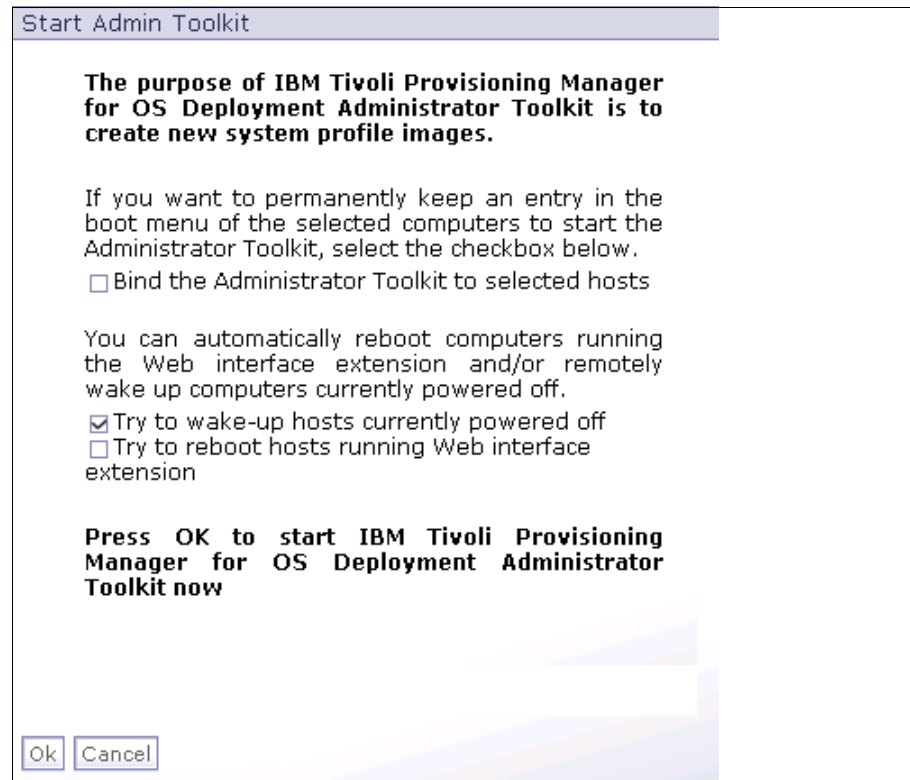 Start Admin Toolkit
The purpose of IBM Tivoli Provisioning Manager
for OS Deployment Administrator Toolkit is to
create new system profile images.
If you want to permanently keep an entry in the
boot menu of the selected computers to start the
Administrator Toolkit, select the checkbox below.
Bind the Administrator Toolkit to selected hosts
You can automatically reboot computers running
the Web interface extension and/or remotely
wake up computers currently powered off.
Try to wake-up hosts currently powered off
Try to reboot hosts running Web interface
extension
Press OK to start IBM Tivoli Provisioning
Manager for OS Deployment Administrator
Toolkit now
Ok Cancel